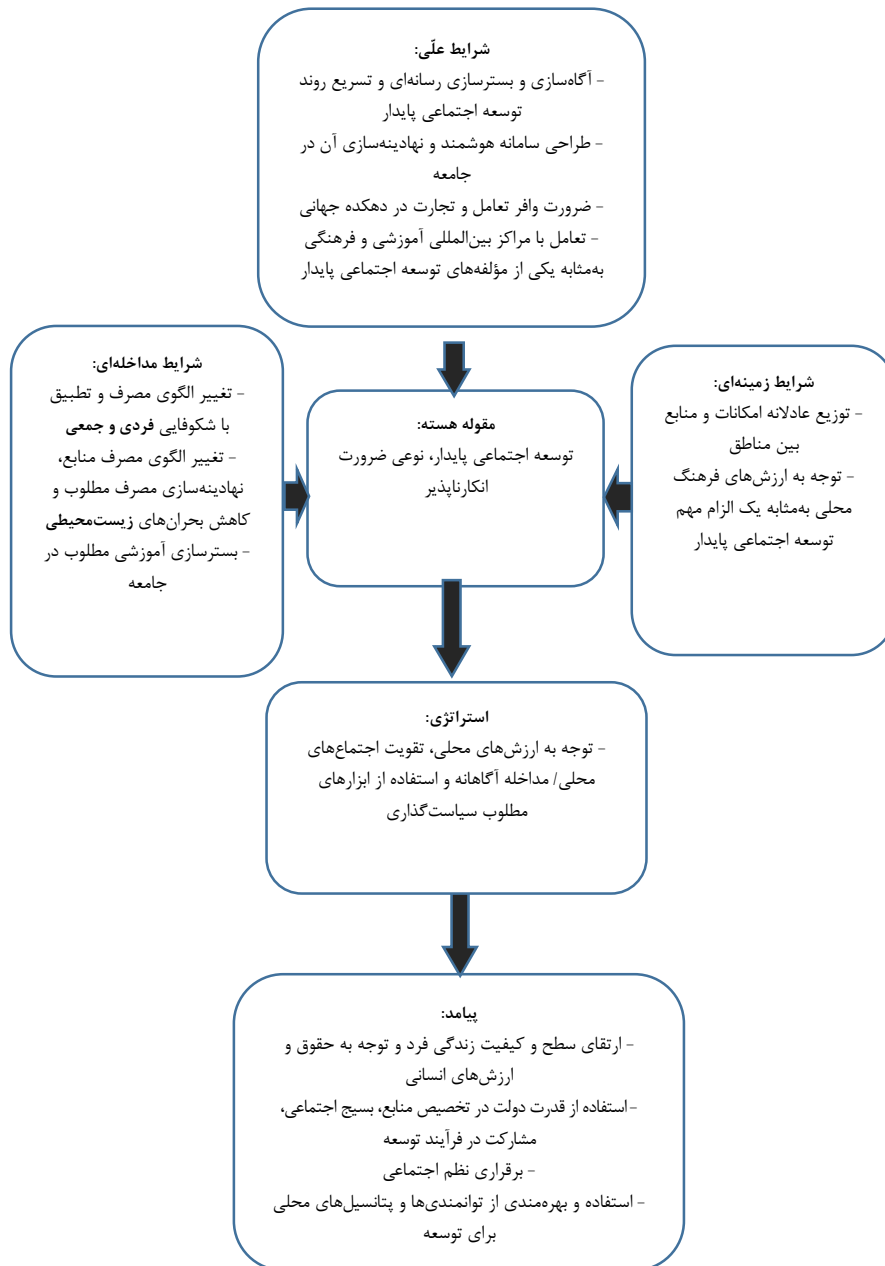 شرایط علّی:
- آگاه‌سازی و بسترسازی رسانه‌ای و تسریع روند
توسعه اجتماعی پایدار
- طراحی سامانه هوشمند و نهادینه‌سازی آن در
جامعه
- ضرورت وافر تعامل و تجارت در دهکده جهانی
- تعامل با مراکز بین‌المللی آموزشی و فرهنگی
به‌مثابه یکی از مؤلفه‌های توسعه اجتماعی پایدار
شرایط زمینه‌ای:
- توزیع عادلانه امکانات و منابع
بین مناطق
- توجه به ارزش‌های فرهنگ
محلی به‌مثابه یک الزام مهم
توسعه اجتماعی پایدار
مقوله هسته:
توسعه اجتماعی پایدار، نوعی ضرورت
انکارناپذیر
شرایط مداخله‌ای:
- تغییر الگوی مصرف و تطبیق
با شکوفایی فردی و جمعی
- تغییر الگوی مصرف منابع،
نهادینه‌سازی مصرف مطلوب و
کاهش بحران‌های زیست‌محیطی
- بسترسازی آموزشی مطلوب در
جامعه
استراتژی:
- توجه به ارزش‌های محلی، تقویت اجتماع‌های
محلی/ مداخله آگاهانه و استفاده از ابزارهای
مطلوب سیاست‌گذاری
پیامد:
- ارتقای سطح و کیفیت زندگی فرد و توجه به حقوق و
ارزش‌های انسانی
-استفاده از قدرت دولت در تخصیص منابع، بسیج اجتماعی،
مشارکت در فرآیند توسعه
- برقراری نظم اجتماعی
- استفاده و بهره‌مندی از توانمندی‌ها و پتانسیل‌های محلی
برای توسعه